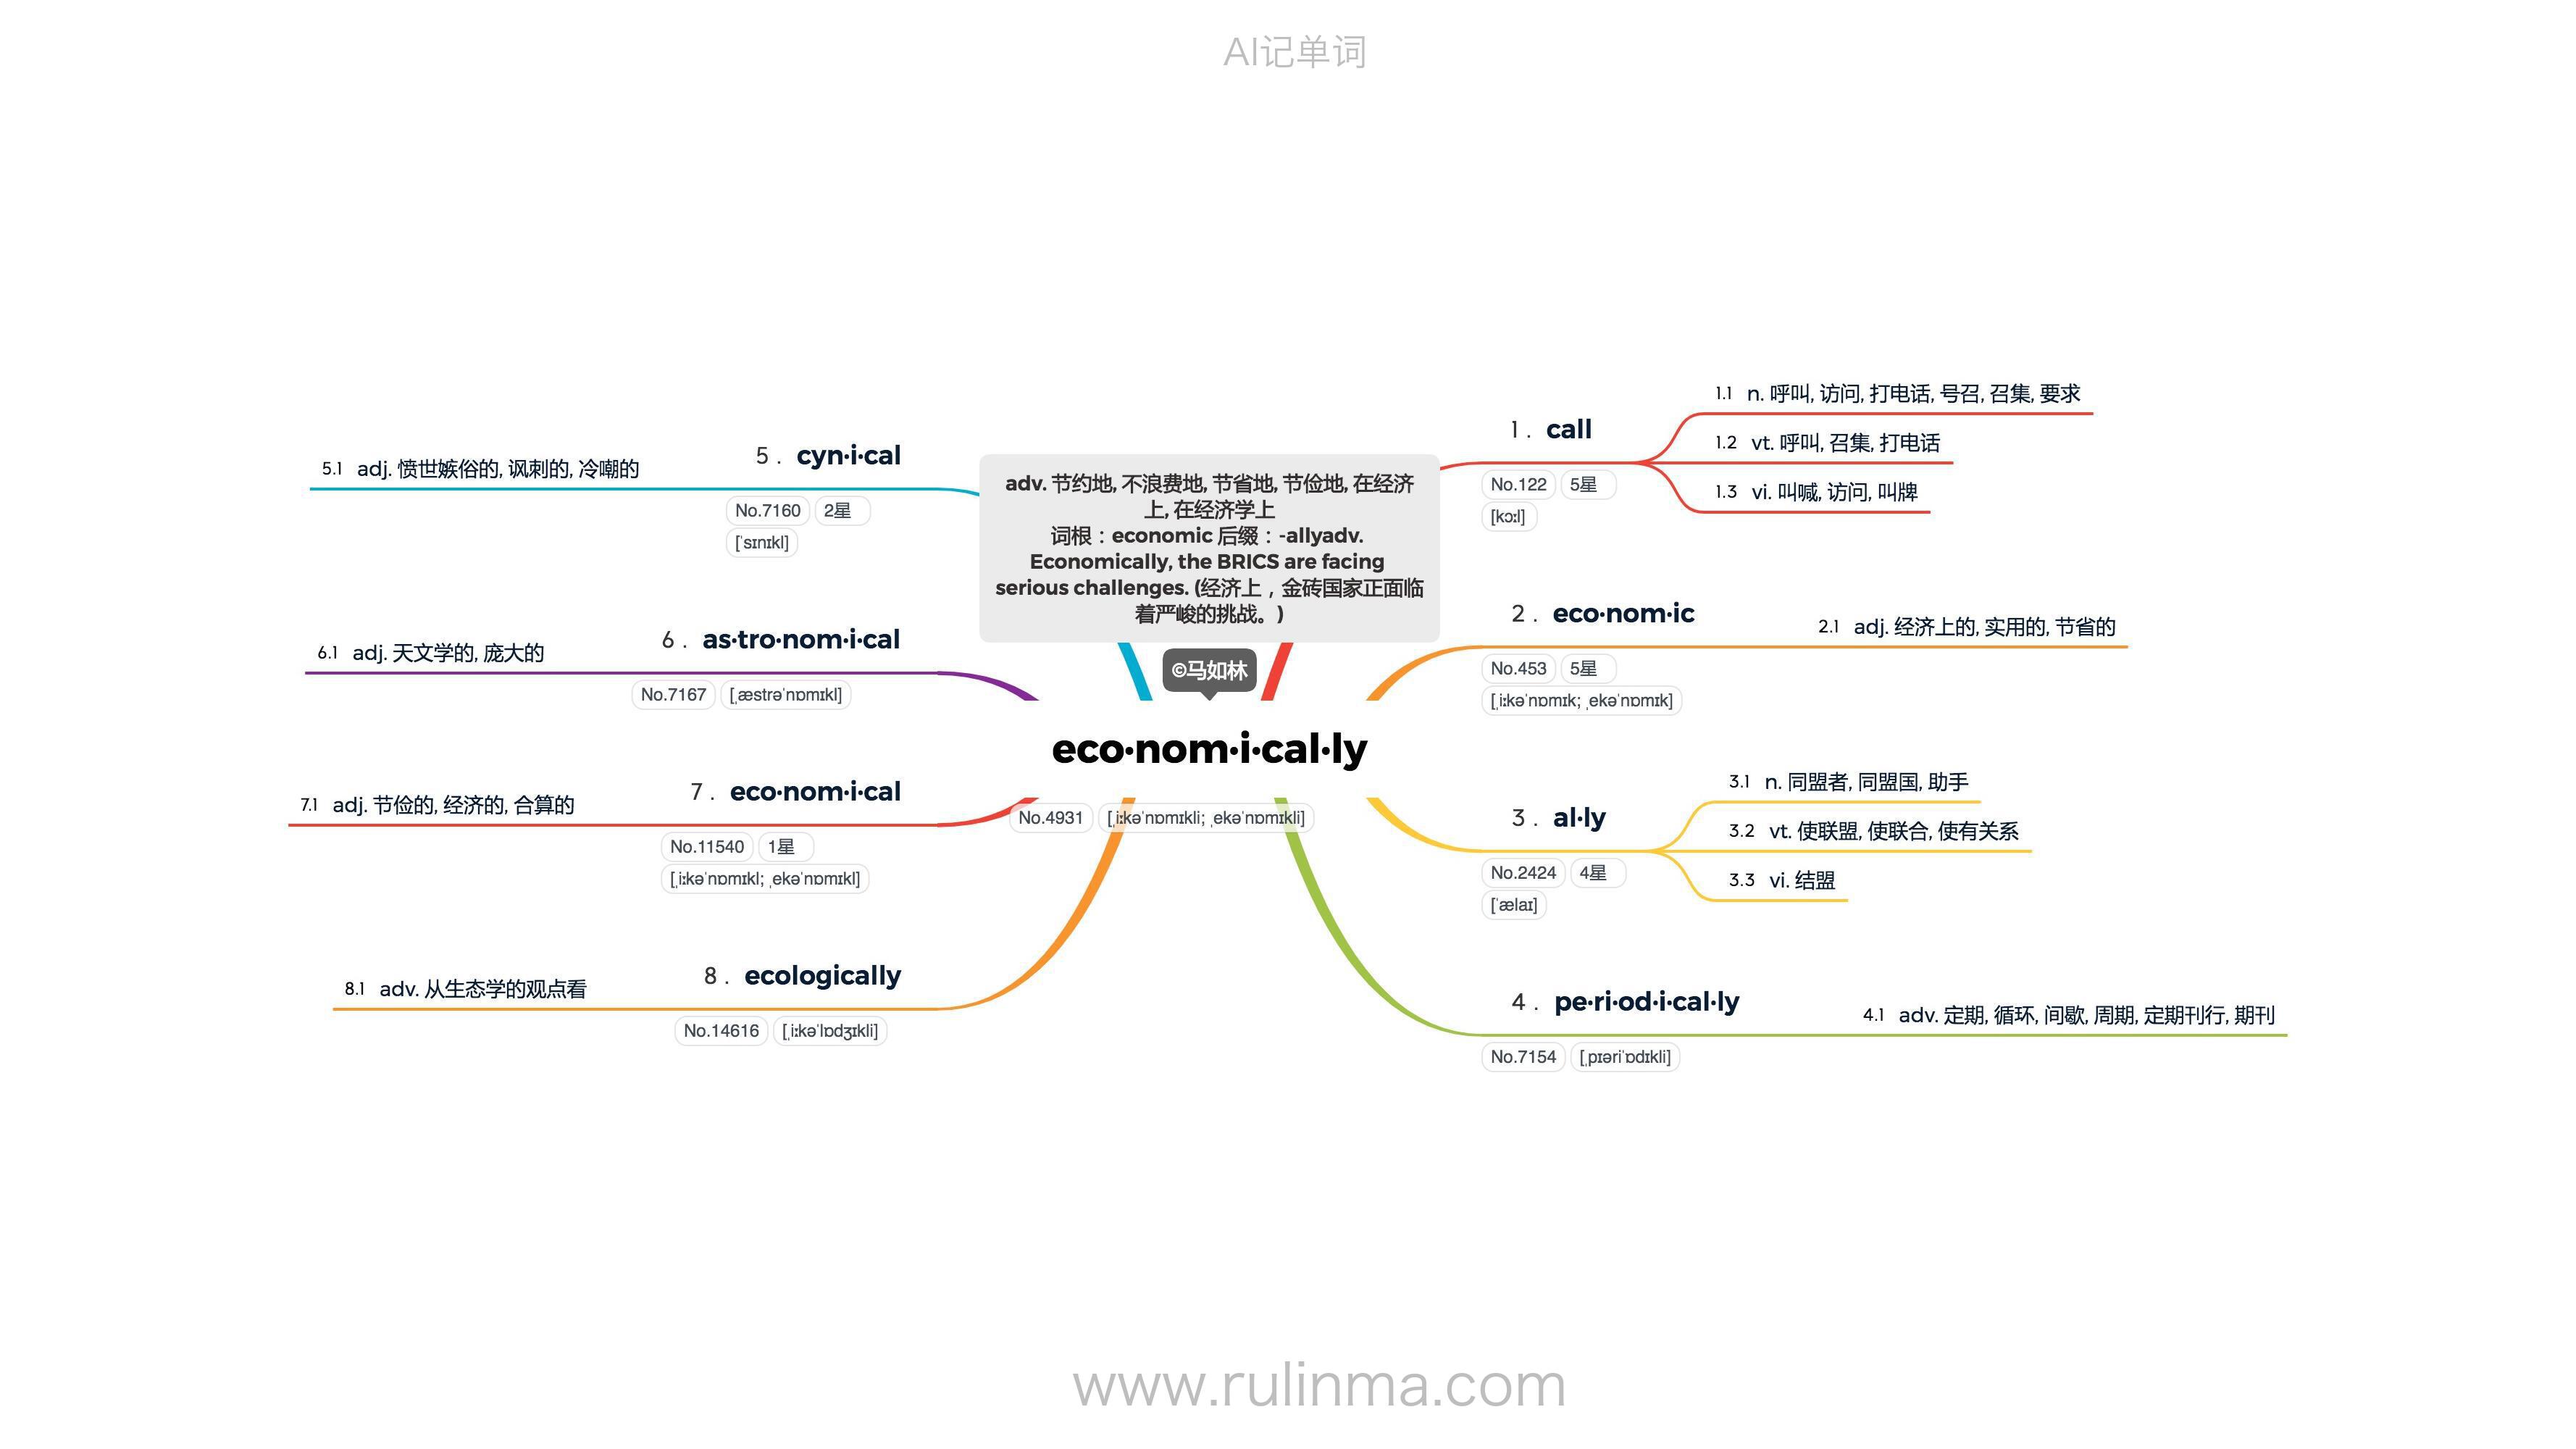 AI记单词
adv. 节约地, 不浪费地, 节省地, 节俭地, 在经济
上, 在经济学上
词根：economic 后缀：-allyadv.
Economically, the BRICS are facing
serious challenges. (经济上，金砖国家正面临
着严峻的挑战。)
©马如林
eco·nom·i·cal·ly
No.4931 [ˌiːkəˈnɒmɪkli; ˌekəˈnɒmɪkli]
1 . call
No.122 5星
[kɔːl]
1.1 n. 呼叫, 访问, 打电话, 号召, 召集, 要求
1.2 vt. 呼叫, 召集, 打电话
1.3 vi. 叫喊, 访问, 叫牌
2 . eco·nom·ic
No.453 5星
[ˌiːkəˈnɒmɪk; ˌekəˈnɒmɪk]
2.1 adj. 经济上的, 实用的, 节省的
3 . al·ly
No.2424 4星
[ˈælaɪ]
3.1 n. 同盟者, 同盟国, 助手
3.2 vt. 使联盟, 使联合, 使有关系
3.3 vi. 结盟
4 . pe·ri·od·i·cal·ly
No.7154 [ˌpɪəriˈɒdɪkli]
4.1 adv. 定期, 循环, 间歇, 周期, 定期刊行, 期刊
5 . cyn·i·cal
No.7160 2星
[ˈsɪnɪkl]
5.1 adj. 愤世嫉俗的, 讽刺的, 冷嘲的
6 . as·tro·nom·i·cal
No.7167 [ˌæstrəˈnɒmɪkl]
6.1 adj. 天文学的, 庞大的
7 . eco·nom·i·cal
No.11540 1星
[ˌiːkəˈnɒmɪkl; ˌekəˈnɒmɪkl]
7.1 adj. 节俭的, 经济的, 合算的
8 . ecologically
No.14616 [ˌiːkəˈlɒdʒɪkli]
8.1 adv. 从生态学的观点看
www.rulinma.com